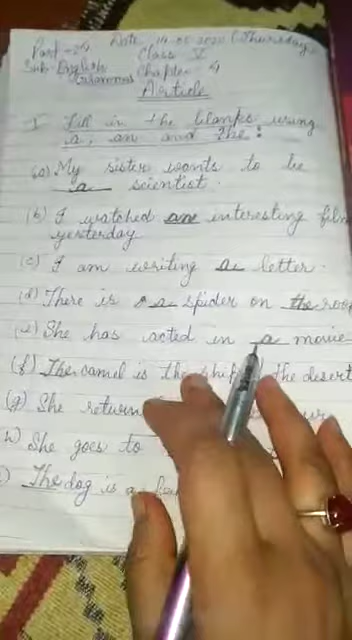 Part-24 Date 14.05.2020 (Thursday)
Class V
Sub-English Chapter 4
Grammar
Article
I Fill in the blanks using
a, an and the:
(a) My sister wants to be
a scientist.
(b) I watched an interesting film
yesterday
(c) I am writing a letter.
(d) There is a spider on the roof
(e) She has acted in a movie
(f) The camel is the ship the desert
(g) She return
h) She goes to
) The dog is a